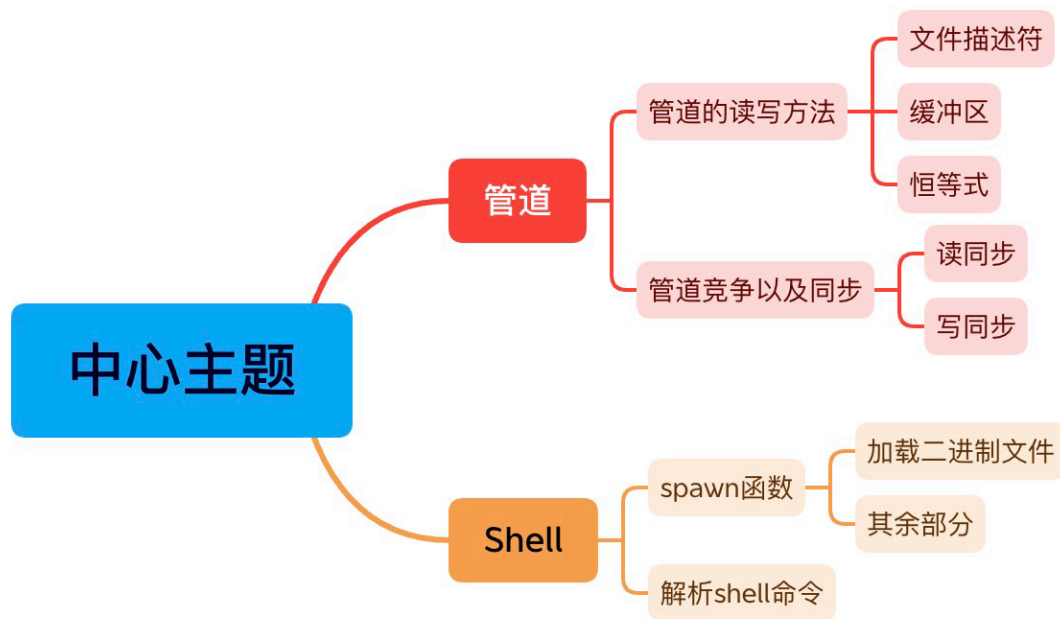 中心主题
管道
管道的读写方法
文件描述符
缓冲区
恒等式
管道竞争以及同步
读同步
写同步
Shell
spawn函数
加载二进制文件
其余部分
解析shell命令